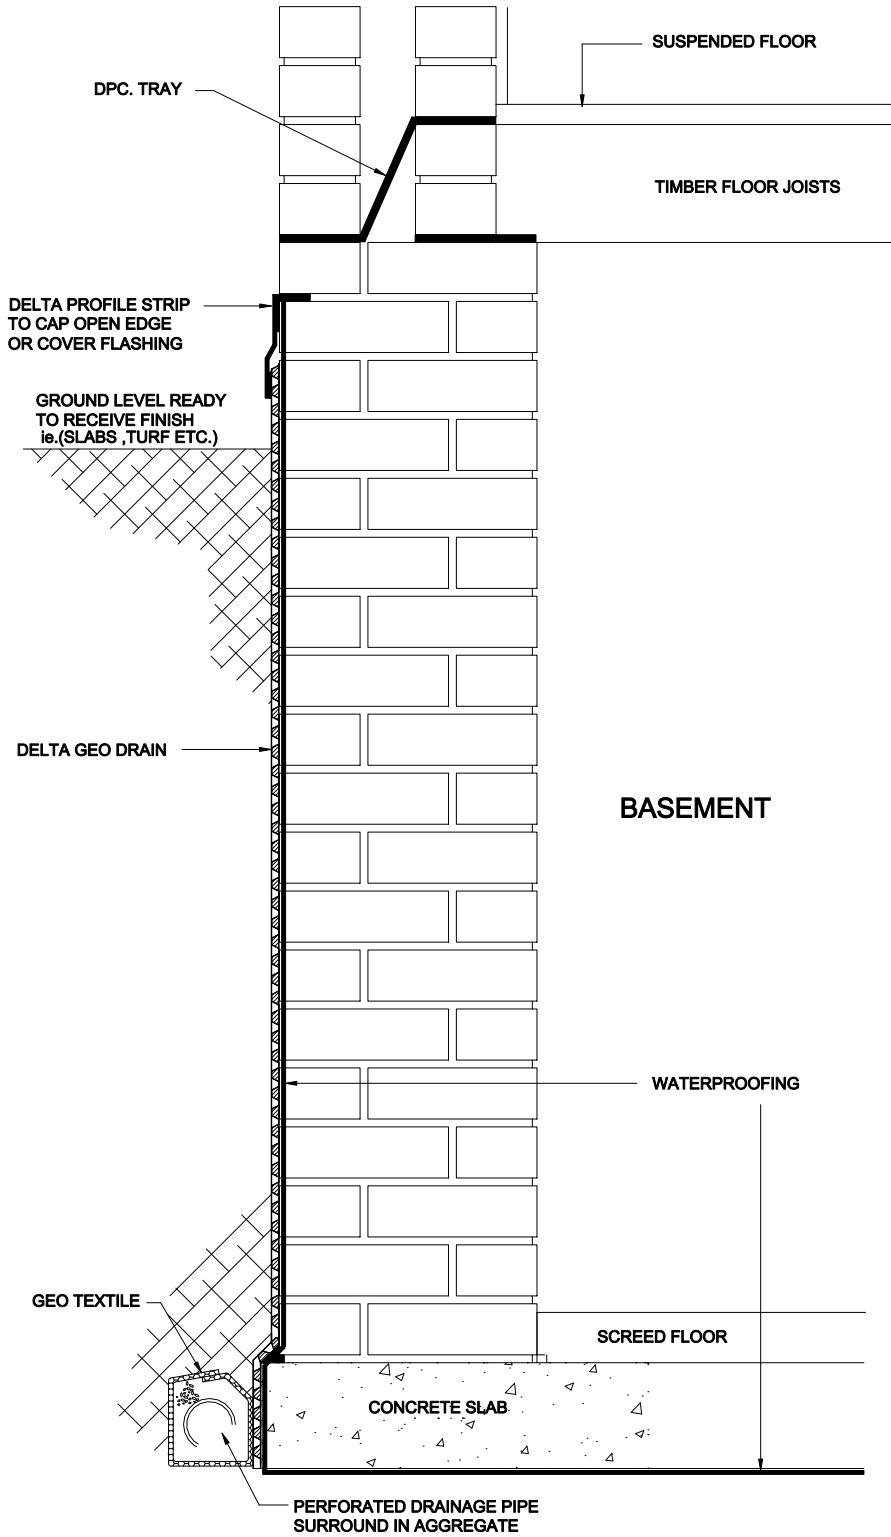 SUSPENDED FLOOR
DPC. TRAY
TIMBER FLOOR JOISTS
DELTA PROFILE STRIP
TO CAP OPEN EDGE
OR COVER FLASHING
GROUND LEVEL READY
TO RECEIVE FINISH
ie.(SLABS ,TURF ETC.)
DELTA GEO DRAIN
BASEMENT
WATERPROOFING
GEO TEXTILE
SCREED FLOOR
CONCRETE SLAB
PERFORATED DRAINAGE PIPE
SURROUND IN AGGREGATE